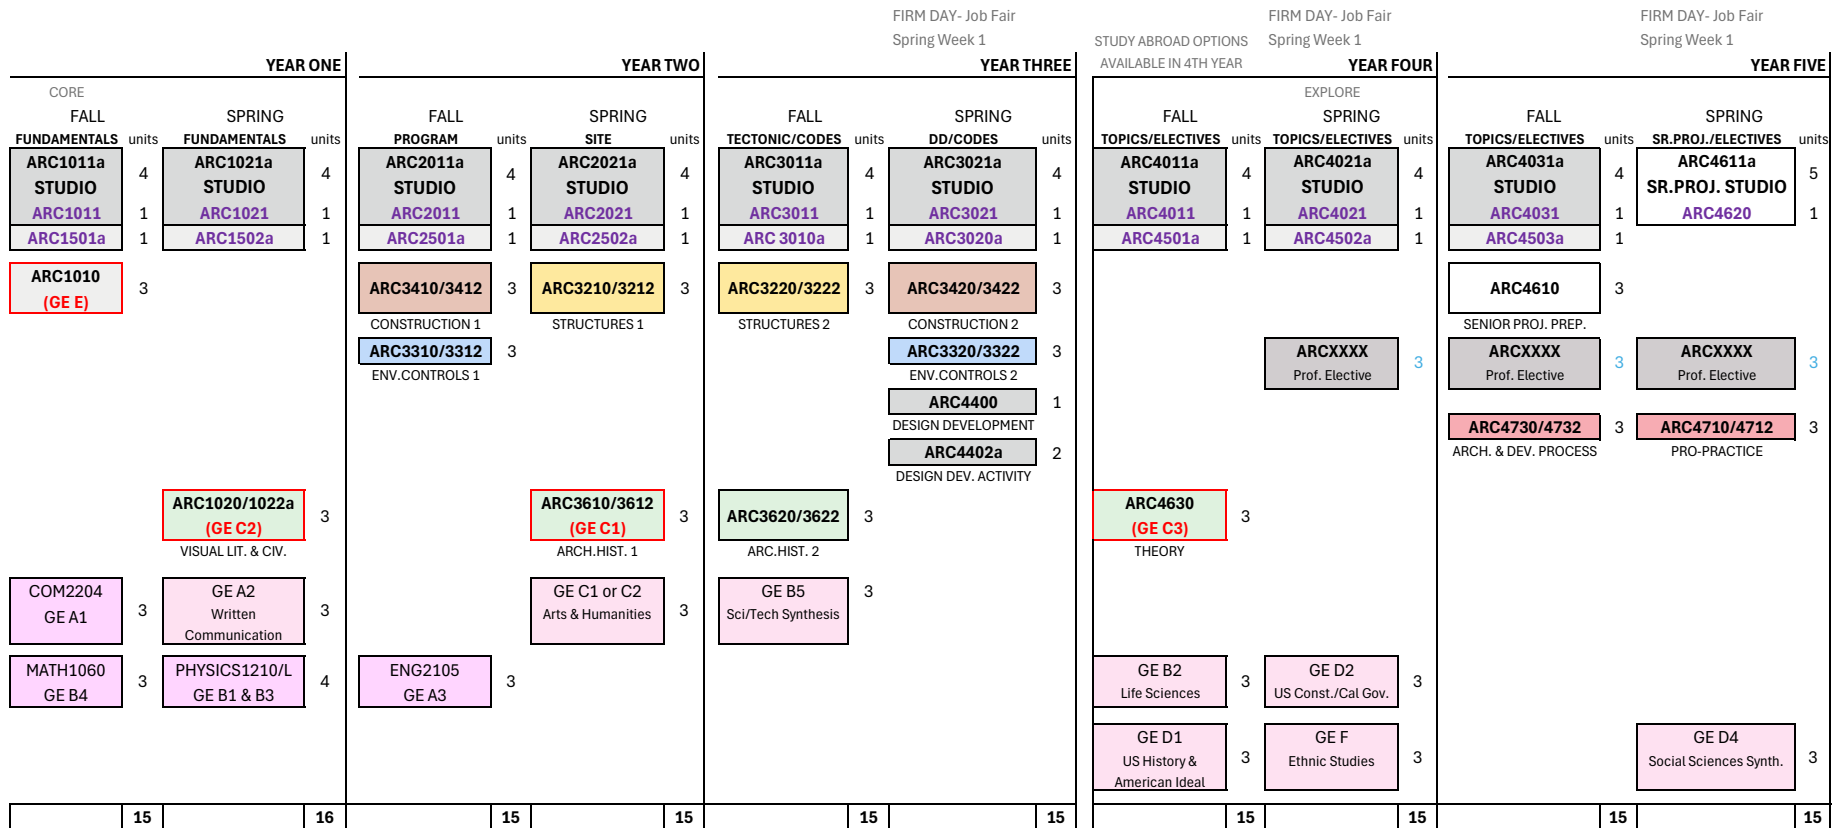 FIRM DAY- Job Fair
Spring Week 1
STUDY ABROAD OPTIONS
AVAILABLE IN 4TH YEAR
FIRM DAY- Job Fair
Spring Week 1
FIRM DAY- Job Fair
Spring Week 1
YEAR ONE
YEAR TWO
YEAR THREE
YEAR FOUR
YEAR FIVE
CORE
EXPLORE
FALL
FUNDAMENTALS units
ARC1011a 4
STUDIO
ARC1011 1
ARC1501a 1
ARC1010 3
(GE E)
COM2204 3
GE A1
MATH1060 3
GE B4
15
SPRING
FUNDAMENTALS units
ARC1021a 4
STUDIO
ARC1021 1
ARC1502a 1
ARC1020/1022a 3
(GE C2)
VISUAL LIT. & CIV.
GE A2 3
Written
Communication
PHYSICS1210/L 4
GE B1 & B3
16
FALL
PROGRAM units
ARC2011a 4
STUDIO
ARC2011 1
ARC2501a 1
ARC3410/3412 3
CONSTRUCTION 1
ARC3310/3312 3
ENV.CONTROLS 1
ENG2105 3
GE A3
15
SPRING
SITE units
ARC2021a 4
STUDIO
ARC2021 1
ARC2502a 1
ARC3210/3212 3
STRUCTURES 1
ARC3610/3612 3
(GE C1)
ARCH.HIST. 1
GE C1 or C2 3
Arts & Humanities
15
FALL
TECTONIC/CODES units
ARC3011a 4
STUDIO
ARC3011 1
ARC 3010a 1
ARC3220/3222 3
STRUCTURES 2
ARC3620/3622 3
ARC.HIST. 2
GE B5 3
Sci/Tech Synthesis
15
SPRING
DD/CODES units
ARC3021a 4
STUDIO
ARC3021 1
ARC3020a 1
ARC3420/3422 3
CONSTRUCTION 2
ARC3320/3322 3
ENV.CONTROLS 2
ARC4400 1
DESIGN DEVELOPMENT
ARC4402a 2
DESIGN DEV. ACTIVITY
15
FALL
TOPICS/ELECTIVES units
ARC4011a 4
STUDIO
ARC4011 1
ARC4501a 1
ARC4630 3
(GE C3)
THEORY
GE B2 3
Life Sciences
GE D1 3
US History &
American Ideal
15
SPRING
TOPICS/ELECTIVES units
ARC4021a 4
STUDIO
ARC4021 1
ARC4502a 1
ARCXXXX 3
Prof. Elective
GE D2 3
US Const./Cal Gov.
GE F 3
Ethnic Studies
15
FALL
TOPICS/ELECTIVES units
ARC4031a 4
STUDIO
ARC4031 1
ARC4503a 1
ARC4610 3
SENIOR PROJ. PREP.
ARCXXXX 3
Prof. Elective
ARC4730/4732 3
ARCH. & DEV. PROCESS
15
SPRING
SR.PROJ./ELECTIVES units
ARC4611a 5
SR.PROJ. STUDIO
ARC4620 1
ARCXXXX 3
Prof. Elective
ARC4710/4712 3
PRO-PRACTICE
GE D4 3
Social Sciences Synth.
15